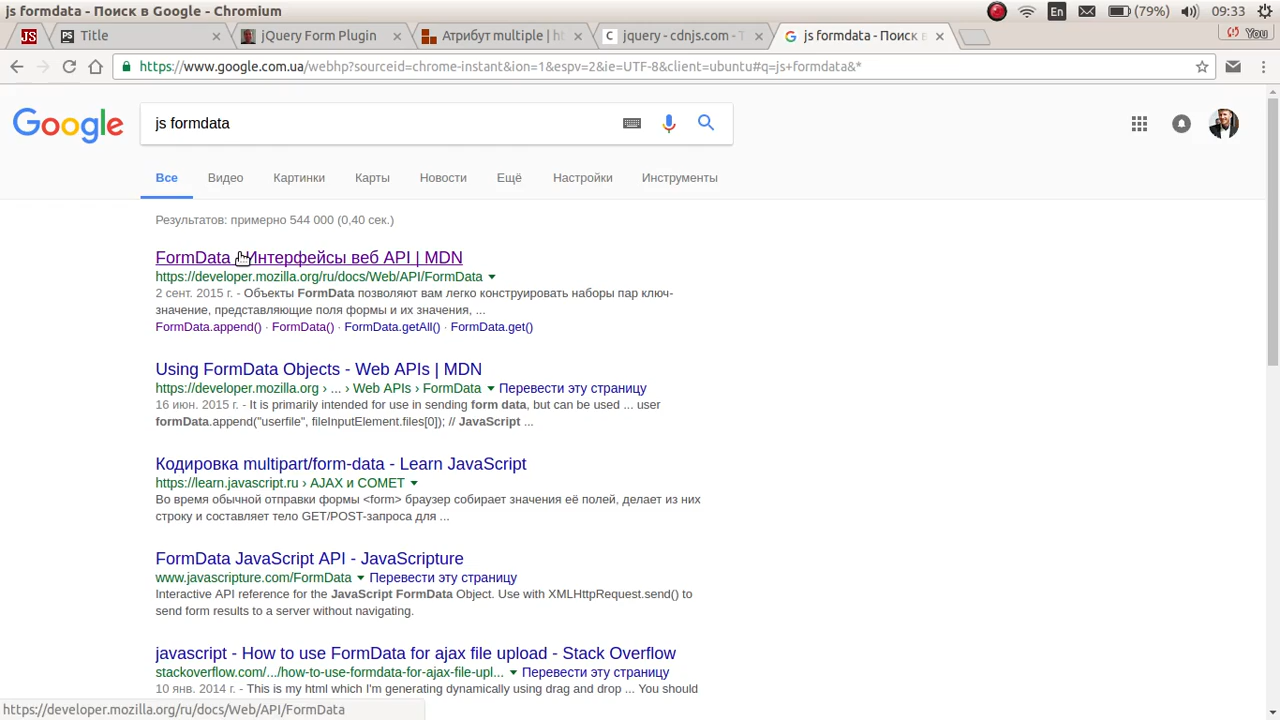 js formdata - Поиск в Google - Chromium
En (79%) 09:33
JS Title jQuery Form Plugin Атрибут multiple | ht jquery - cdnjs.com - T js formdata - Поиск в You
https://www.google.com.ua/webhp?sourceid=chrome-instant&ion=1&espv=2&ie=UTF-8&client=ubuntu#q=js+formdata&*
Google js formdata
Все Видео Картинки Карты Новости Ещё Настройки Инструменты
Результатов: примерно 544 000 (0,40 сек.)
FormData - Интерфейсы веб API | MDN
https://developer.mozilla.org/ru/docs/Web/API/FormData
2 сент. 2015 г. - Объекты FormData позволяют вам легко конструировать наборы пар ключ-
значение, представляющие поля формы и их значения, ...
FormData.append() · FormData() · FormData.getAll() · FormData.get()
Using FormData Objects - Web APIs | MDN
https://developer.mozilla.org › ... › Web APIs › FormData Перевести эту страницу
16 июн. 2015 г. - It is primarily intended for use in sending form data, but can be used ... user
formData.append("userfile", fileInputElement.files[0]); // JavaScript ...
Кодировка multipart/form-data - Learn JavaScript
https://learn.javascript.ru › AJAX и COMET
Во время обычной отправки формы <form> браузер собирает значения её полей, делает из них
строку и составляет тело GET/POST-запроса для ...
FormData JavaScript API - JavaScripture
www.javascripture.com/FormData Перевести эту страницу
Interactive API reference for the JavaScript FormData Object. Use with XMLHttpRequest.send() to
send form results to a server without navigating.
javascript - How to use FormData for ajax file upload - Stack Overflow
stackoverflow.com/.../how-to-use-formdata-for-ajax-file-upl... Перевести эту страницу
10 янв. 2014 г. - This is my html which I'm generating dynamically using drag and drop ... You should
https://developer.mozilla.org/ru/docs/Web/API/FormData